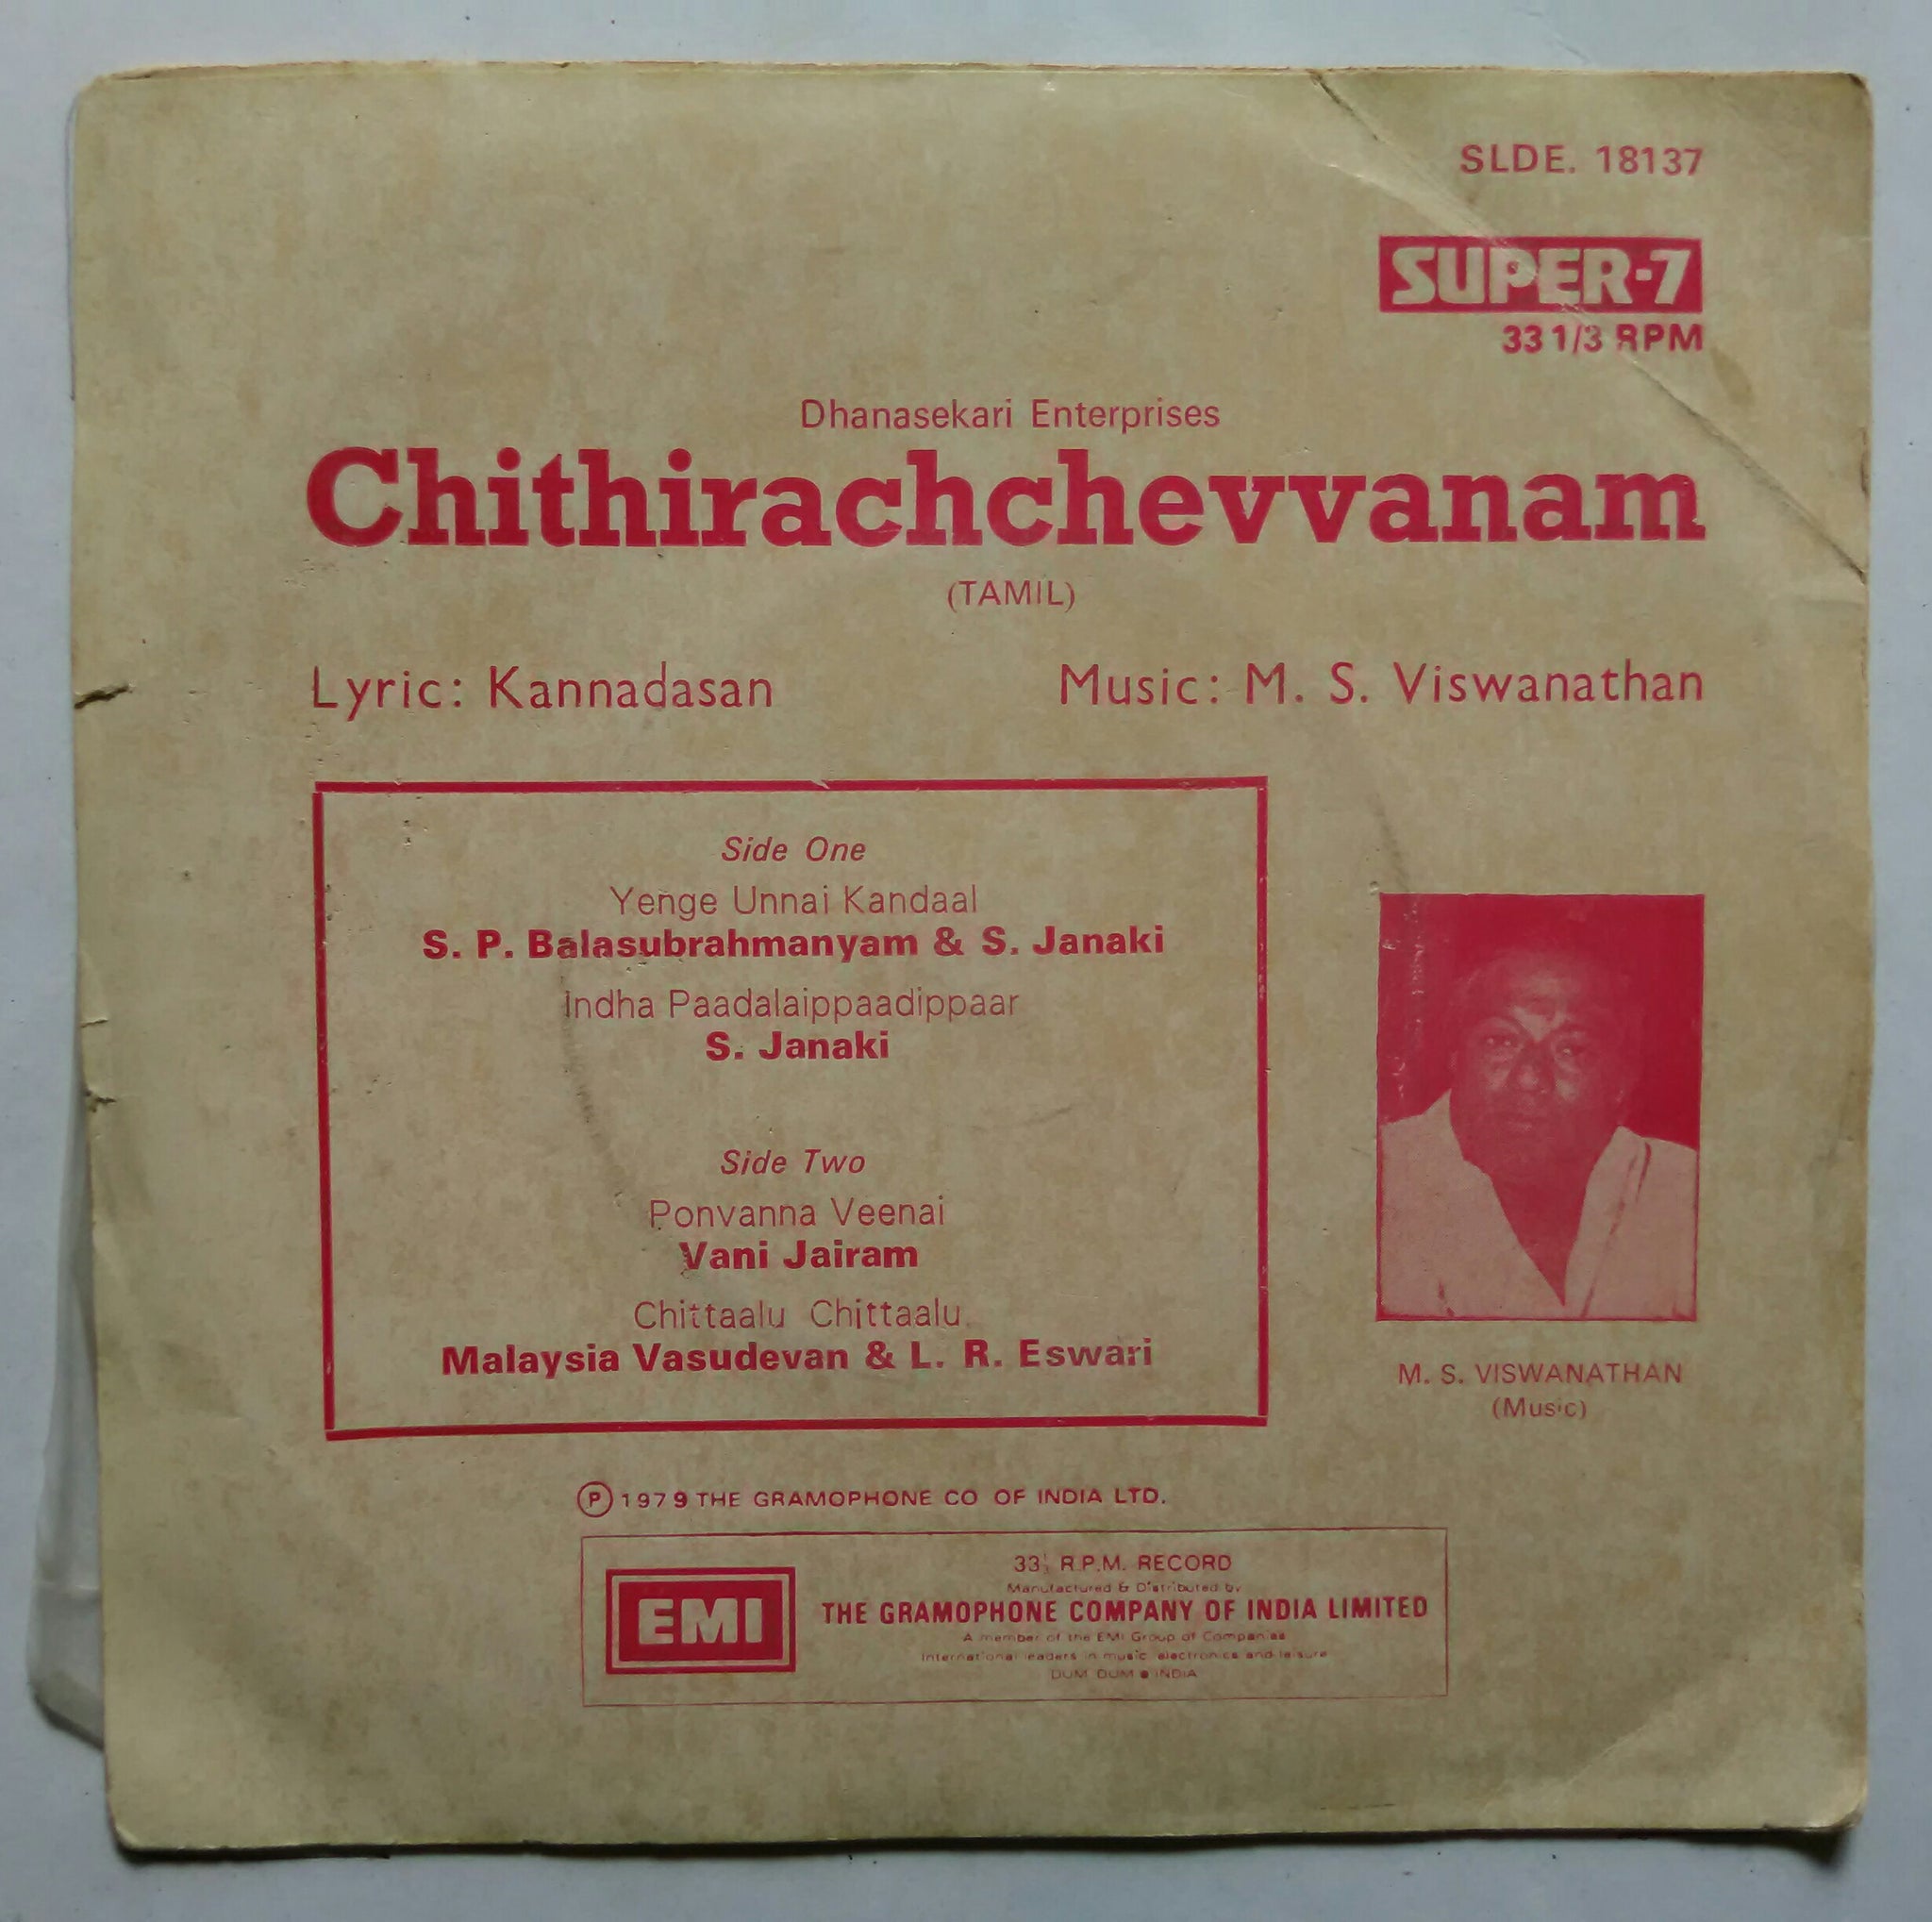 SLDE. 18137
SUPER-7
33 1/3 RPM
Dhanasekari Enterprises
Chithirachchevvanam
(TAMIL)
Lyric: Kannadasan
Music: M. S. Viswanathan
Side One
Yenge Unnai Kandaal
S. P. Balasubrahmanyam & S. Janaki
Indha Paadalaippaadippaar
S. Janaki
Side Two
Ponvanna Veenai
Vani Jairam
Chittaalu Chittaalu
Malaysia Vasudevan & L. R. Eswari
M. S. VISWANATHAN
(Music)
Ⓟ 1979 THE GRAMOPHONE CO OF INDIA LTD.
EMI
33⅓ R.P.M. RECORD
Manufactured & Distributed by
THE GRAMOPHONE COMPANY OF INDIA LIMITED
A member of the EMI Group of Companies
International leaders in music electronics and leisure
DUM DUM ● INDIA